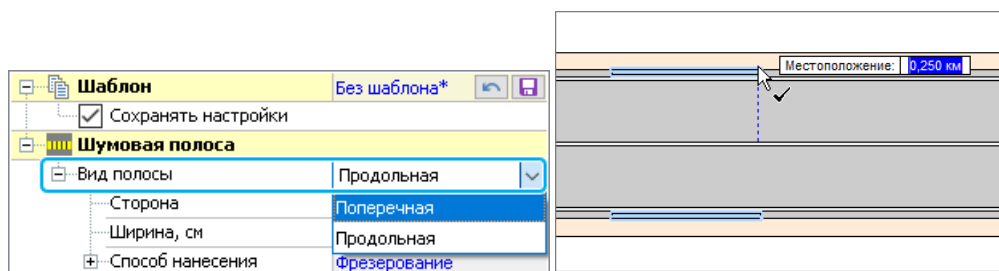 Шаблон Без шаблона*
Сохранять настройки
Шумовая полоса
Вид полосы Продольная
Сторона Поперечная
Ширина, см Продольная
Способ нанесения Фрезерование
Местоположение: 0,250 км